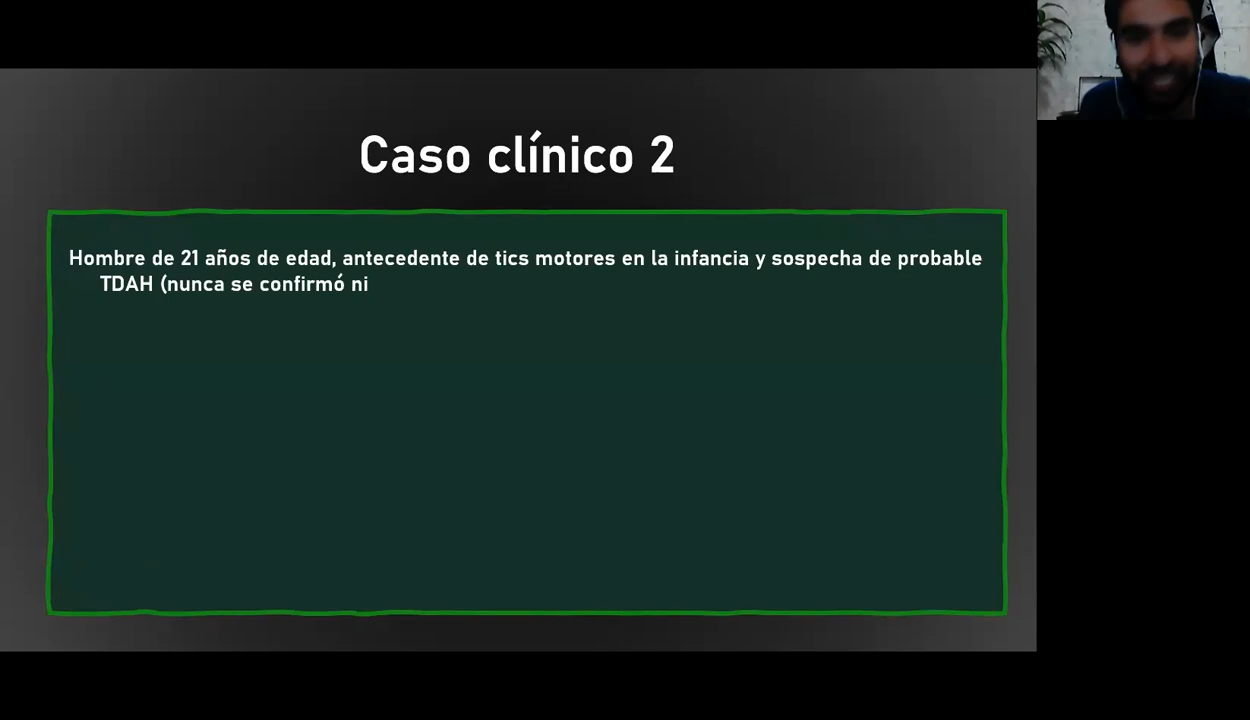 Caso clínico 2
Hombre de 21 años de edad, antecedente de tics motores en la infancia y sospecha de probable
TDAH (nunca se confirmó ni